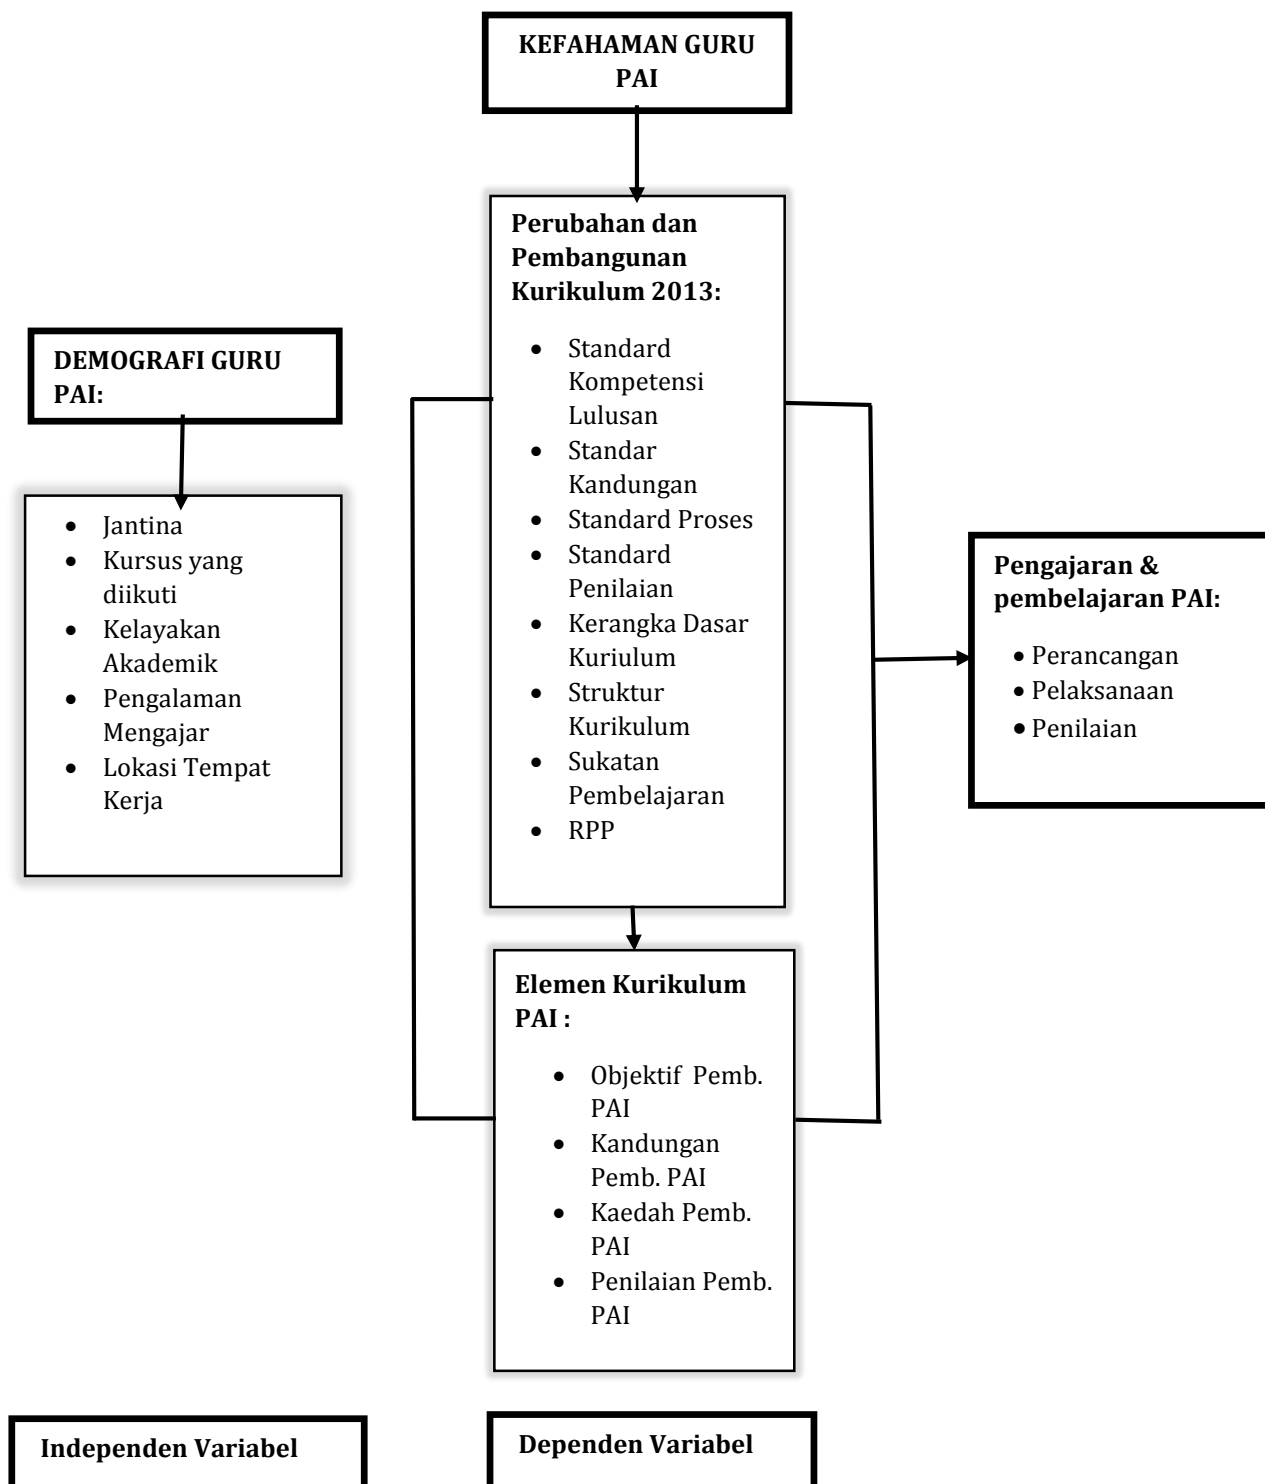 KEFAHAMAN GURU
PAI
Perubahan dan
Pembangunan
Kurikulum 2013:
• Standard
Kompetensi
Lulusan
• Standar
Kandungan
• Standard Proses
• Standard
Penilaian
• Kerangka Dasar
Kuriulum
• Struktur
Kurikulum
• Sukatan
Pembelajaran
• RPP
DEMOGRAFI GURU
PAI:
• Jantina
• Kursus yang
diikuti
• Kelayakan
Akademik
• Pengalaman
Mengajar
• Lokasi Tempat
Kerja
Pengajaran &
pembelajaran PAI:
• Perancangan
• Pelaksanaan
• Penilaian
Elemen Kurikulum
PAI :
• Objektif Pemb.
PAI
• Kandungan
Pemb. PAI
• Kaedah Pemb.
PAI
• Penilaian Pemb.
PAI
Independen Variabel
Dependen Variabel